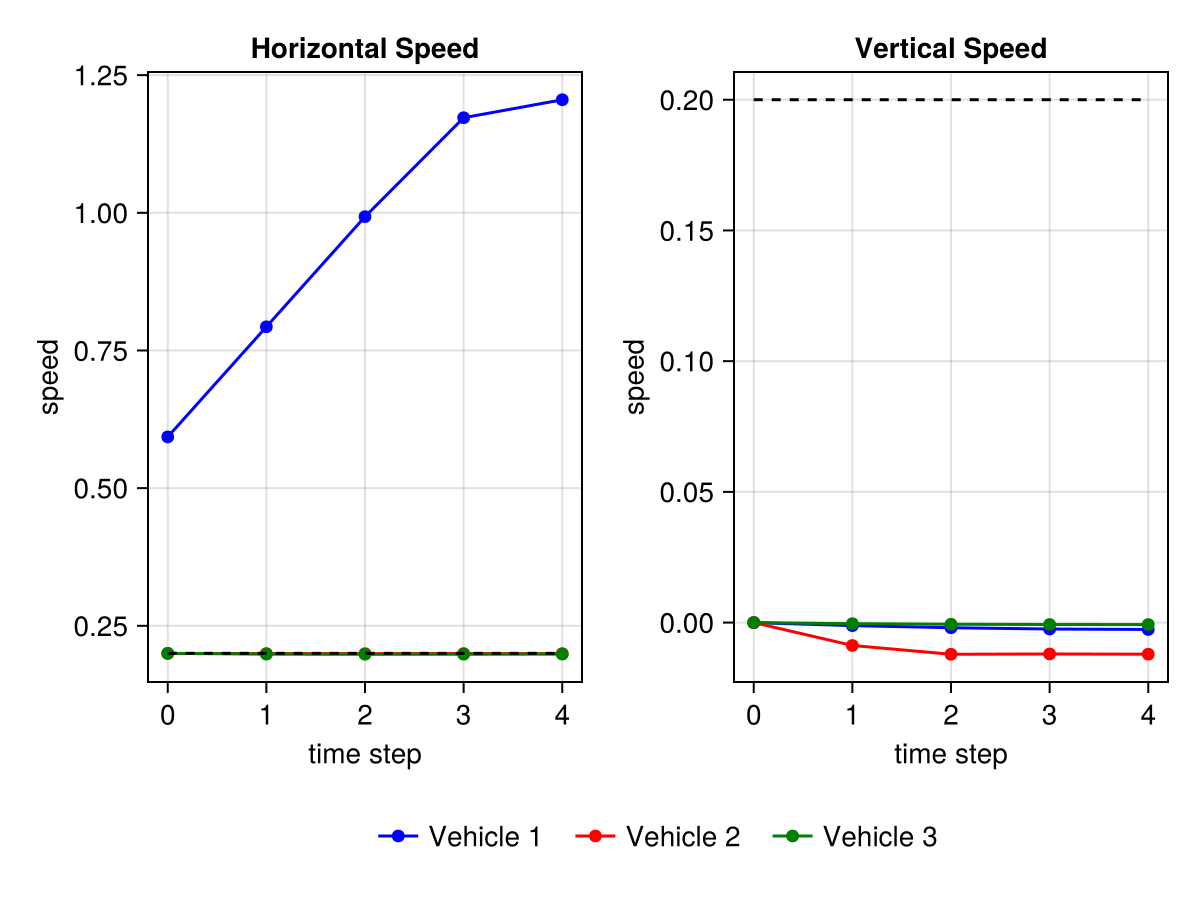 Horizontal Speed
1.25
1.00
0.75
0.50
0.25
speed
0 1 2 3 4
time step
Vertical Speed
0.20
0.15
0.10
0.05
0.00
speed
0 1 2 3 4
time step
Vehicle 1 Vehicle 2 Vehicle 3